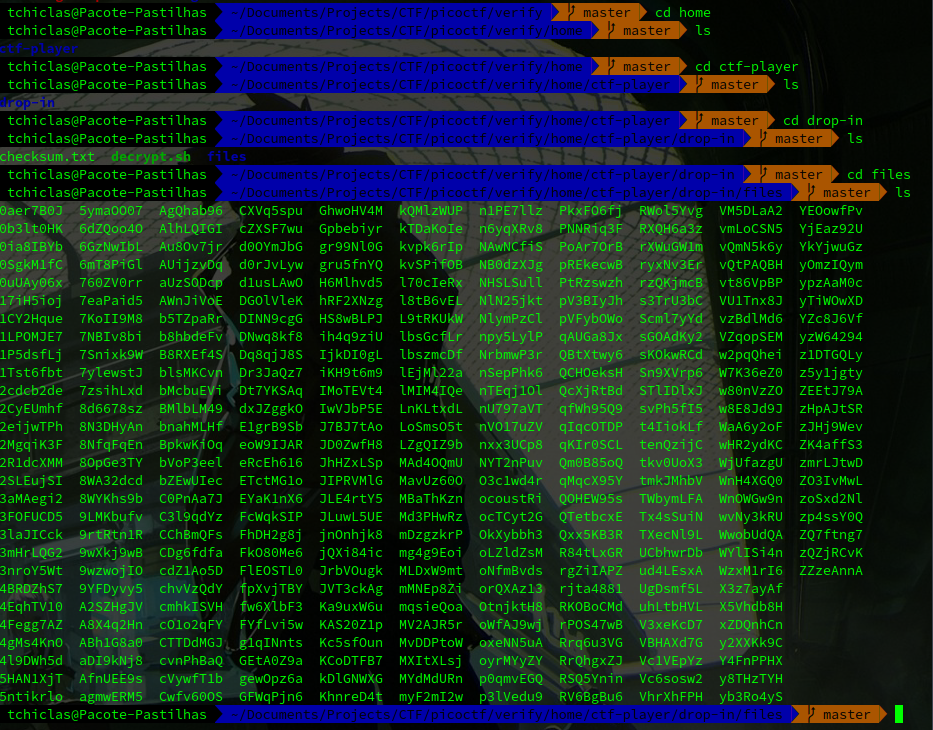 tchiclas@Pacote-Pastilhas ~/Documents/Projects/CTF/picoctf/verify master cd home
tchiclas@Pacote-Pastilhas ~/Documents/Projects/CTF/picoctf/verify/home master ls
ctf-player
tchiclas@Pacote-Pastilhas ~/Documents/Projects/CTF/picoctf/verify/home master cd ctf-player
tchiclas@Pacote-Pastilhas ~/Documents/Projects/CTF/picoctf/verify/home/ctf-player master ls
drop-in
tchiclas@Pacote-Pastilhas ~/Documents/Projects/CTF/picoctf/verify/home/ctf-player master cd drop-in
tchiclas@Pacote-Pastilhas ~/Documents/Projects/CTF/picoctf/verify/home/ctf-player/drop-in master ls
checksum.txt decrypt.sh files
tchiclas@Pacote-Pastilhas ~/Documents/Projects/CTF/picoctf/verify/home/ctf-player/drop-in master cd files
tchiclas@Pacote-Pastilhas ~/Documents/Projects/CTF/picoctf/verify/home/ctf-player/drop-in/files master ls
0aer7B0J 5ymaOO07 AgQhab96 CXVq5spu GhwoHV4M kQMlzWUP n1PE7llz PkxFO6fj RWol5Yvg VM5DLaA2 YEOowfPv
0b3lt0HK 6dZQoo4O AlhLQIGI cZXSF7wu Gpbebiyr kTDaKoIe n6yqXRv8 PNNRiq3F RXQH6a3z vmLoCSN5 YjEaz92U
0ia8IBYb 6GzNwIbL Au8Ov7jr d0OYmJbG gr99Nl0G kvpk6rIp NAwNCfiS PoAr7OrB rXWuGW1m vQmN5k6y YkYjwuGz
0SgkM1fC 6mT8PiGl AUijzyDq d0rJvLyw gru5fnYQ kvSPifOB NB0dzXJg pREkecwB ryxNv3Er vQtPAQBH yOmzIQym
0uUAy06x 760ZV0rr aUzSODdp d1usLAwO H6Mlhvd5 l70cIeRx NHSLSull PtRzswzh rzQKjmcB vt86VpBP ypzAaM0c
17iH5ioj 7eaPaid5 AWnJiVoE DGOlVleK hRF2XNzg l8tB6vEL NlN25jkt pV3BIyJh s3TrU3bC VU1Tnx8J yTiWOwXD
1CY2Hque 7KoII9M8 b5TZpaRr DINN9cgG HS8wBLPJ L9tRKUkW NlymPzCl pVFybOWo Scml7yYd vzBdlMd6 YZc8J6Vf
1LPOMJE7 7NBIv8bi b8hbdeFv DNwq8kf8 ih4q9ziU lbsGcfLr npy5LylP qAUGa8Jx sGOAdKy2 VZqopSEM yzW64294
1P5dsfLj 7Snixk9W B8RXEf4S Dq8qjJ8S IjkDI0gL lbszmcDf NrbmwP3r QBtXtwy6 sKOkwRCd w2pqQhei z1DTGQLy
1Tst6fbt 7ylewstJ blsMKCvn Dr3JaQz7 iKH9t6m9 lEjMl22a nSepPhk6 QCHOeksH Sn9XVrp6 W7K36eZ0 z5yljgty
2cdcb2de 7zsihLxd bMcbuEVi Dt7YKSAq IMoTEVt4 lMIM4IQe nTEqj1Ol QcXjRtBd STlIDlxJ w80nVzZO ZEEtJ79A
2CyEUmhf 8d6678sz BMlbLM49 dxJZggkO IwVJbP5E LnKLtxdL nU797aVT qfWh95Q9 svPh5fI5 w8E8Jd9J zHpAJtSR
2eijwTPh 8N3DHyAn bnahMLHf E1grB9Sb J7BJ7tAo LoSmsO5t nVO17uZV qIqcOTDP t4IiokLf WaA6y2oF zJHj9Wev
2MgqiK3F 8NfqFqEn BpkwKiOq eoW9IJAR JD0ZwfH8 LZgQIZ9b nxx3UCp8 qKIr0SCL tenQzijC wHR2ydKC ZK4affS3
2R1dcXMM 8OpGe3TY bVoP3eel eRcEh616 JhHZxLSp MAd4OQmU NYT2nPuv Qm0B85oQ tkv0UoX3 WjUfazgU zmrLJtwD
2SLEujSI 8WA32dcd bZEwUIec ETctMG1o JIPRVMlG MavUz60O O3c1wd4r qMqcX95Y tmkJMhbV WnH4XGQ0 ZO3IvMwL
3aMAegi2 8WYKhs9b C0PnAa7J EYaK1nX6 JLE4rtY5 MBaThKzn ocoustRi QOHEW95s TWbymLFA WnOWGw9n zoSxd2Nl
3FOFUCD5 9LMKbufy C3l9qdYz FcWqkSIP JLuwL5UE Md3PHwRz ocTCyt2G QTetbcxE Tx4sSuiN wvNy3kRU zp4ssY0Q
3laJICck 9rtRtn1R CChBmQFs FhDH2g8j jnOnhjk8 mDzgzkrP OkXybbh3 Qxx5KB3R TXecNl9L WwobUdQA ZQ7ftng7
3mHrLQG2 9wXkj9wB CDg6fdfa FkO80Me6 jQXi84ic mg4g9Eoi oLZldZsM R84tLxGR UCbhwrDb WYlISi4n zQZjRCvK
3nroY5Wt 9wzwojIO cdZ1Ao5D FlEOSTL0 JrbVOugk MLDxW9mt oNfmBvds rgZiIAPZ ud4LEsxA WzxM1rI6 ZZzeAnnA
4BRDZhS7 9YFDyvy5 chvVzQdY fpXvjTBY JVT3ckAg mMNEp8Zi orQXAz13 rjta4881 UgDsmf5L X3z7ayAf
4EqhTV10 A2SZHgJV cmhkISVH fw6XlbF3 Ka9uxW6u mqsieQoa OtnjktH8 RKOBoCMd uhLtbHVL X5Vhdb8H
4Fegg7AZ A8X4q2Hn cO1o2qFY FYfLvi5w KAS20Z1p MV2AJR5r oWfAJ9wj rPOS47wB V3xeKcD7 xZDQnhCn
4gMs4KnO ABh1G8a0 CTTDdMGJ g1qINnts Kc5sfOun MvDDPtoW oxeNN5uA Rrq6u3VG VBHAXd7G y2XXKk9C
4l9DWh5d aDI9kNj8 cvnPhBaQ GEtA0Z9a KCoDTFB7 MXItXLsj oyrMYyZY RrQhgxZJ Vc1VEpYz Y4FnPPHX
5HAN1XjT AfnUEE9s cVywfT1b gewOpz6a kDlGNWXG MYdMdURn p0qmvEGQ RSQ5Ynin Vc6sosw2 y8THzTYH
5ntikrlo agmwERM5 Cwfv60OS GFWqPjn6 KhnreD4t myF2mI2w p3lVedu9 RV6BgBu6 VhrXhFPH yb3Ro4yS
tchiclas@Pacote-Pastilhas ~/Documents/Projects/CTF/picoctf/verify/home/ctf-player/drop-in/files master